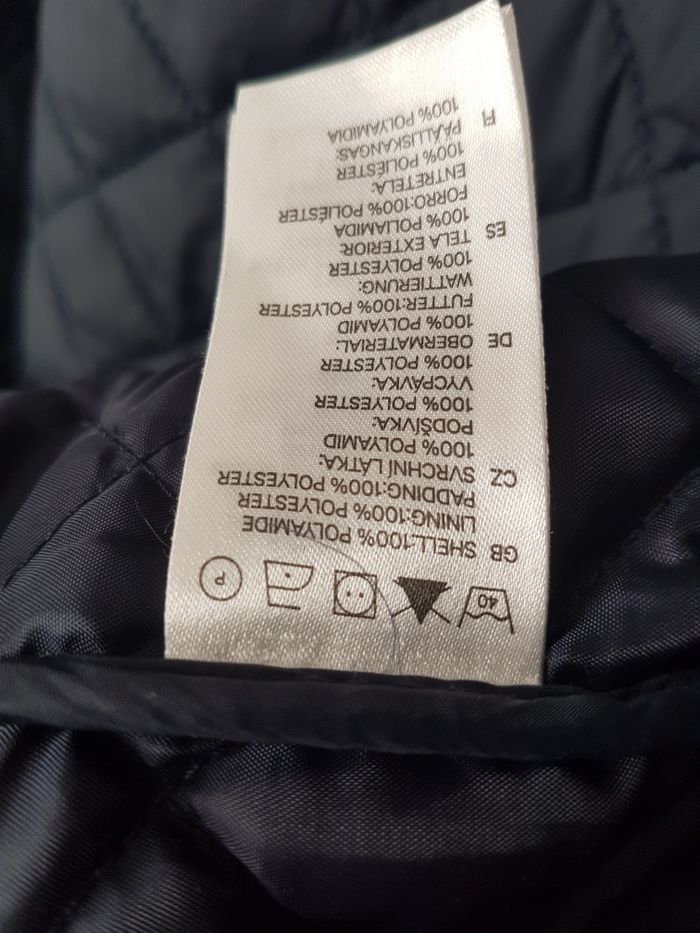 40 P
GB SHELL:100% POLYAMIDE
LINING:100% POLYESTER
PADDING:100% POLYESTER
CZ SVRCHNÍ LÁTKA:
100% POLYAMID
PODŠÍVKA:
100% POLYESTER
VYCPÁVKA:
100% POLYESTER
DE OBERMATERIAL:
100% POLYAMID
FUTTER:100% POLYESTER
WATTIERUNG:
100% POLYESTER
ES TELA EXTERIOR:
100% POLIAMIDA
FORRO:100% POLIÉSTER
ENTRETELA:
100% POLIÉSTER
FI PÄÄLLISKANGAS:
100% POLYAMIDIA